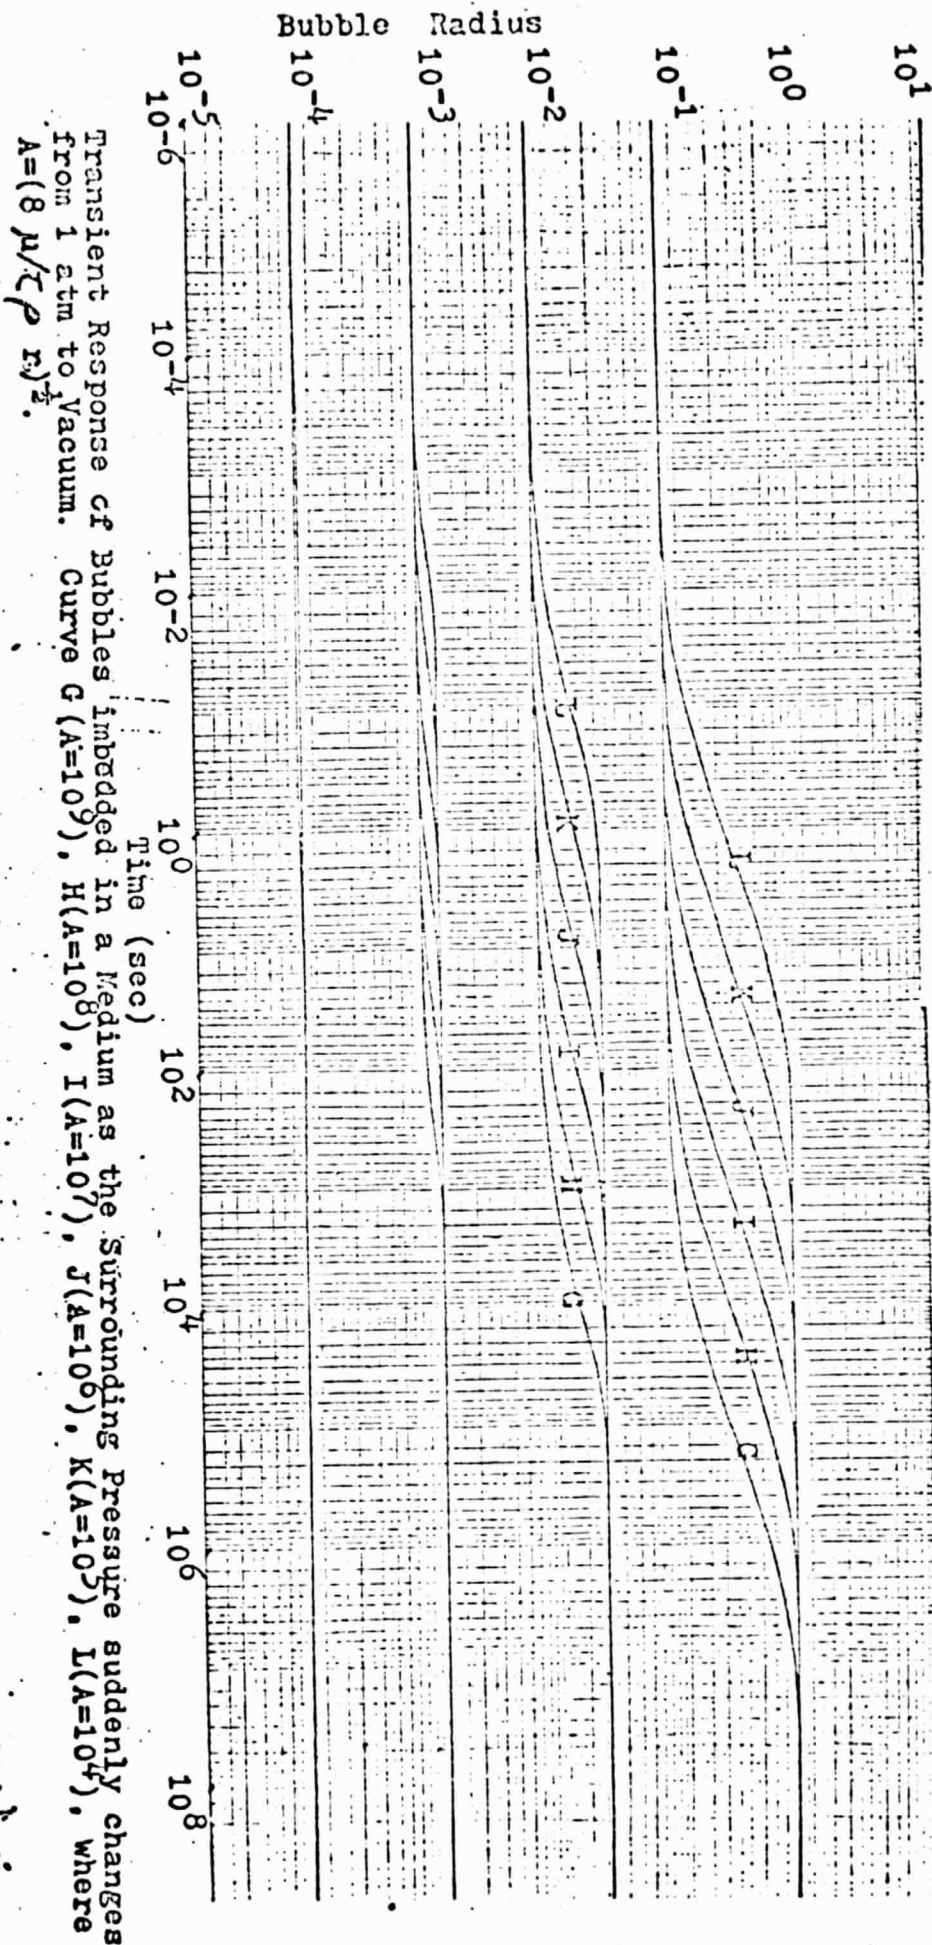 Bubble Radius
10^1
10^0
10^-1
10^-2
10^-3
10^-4
10^-5
10^-6
10^-4
10^-2
10^0
10^2
10^4
10^6
10^8
Time (sec)
L
K
J
I
H
G
L
K
J
I
H
G
Transient Response of Bubbles imbedded in a Medium as the Surrounding Pressure suddenly changes
from 1 atm to Vacuum. Curve G(A=10^9), H(A=10^8), I(A=10^7), J(A=10^6), K(A=10^5), L(A=10^4), where
A=(8 μ/ζρ r₀)^½.